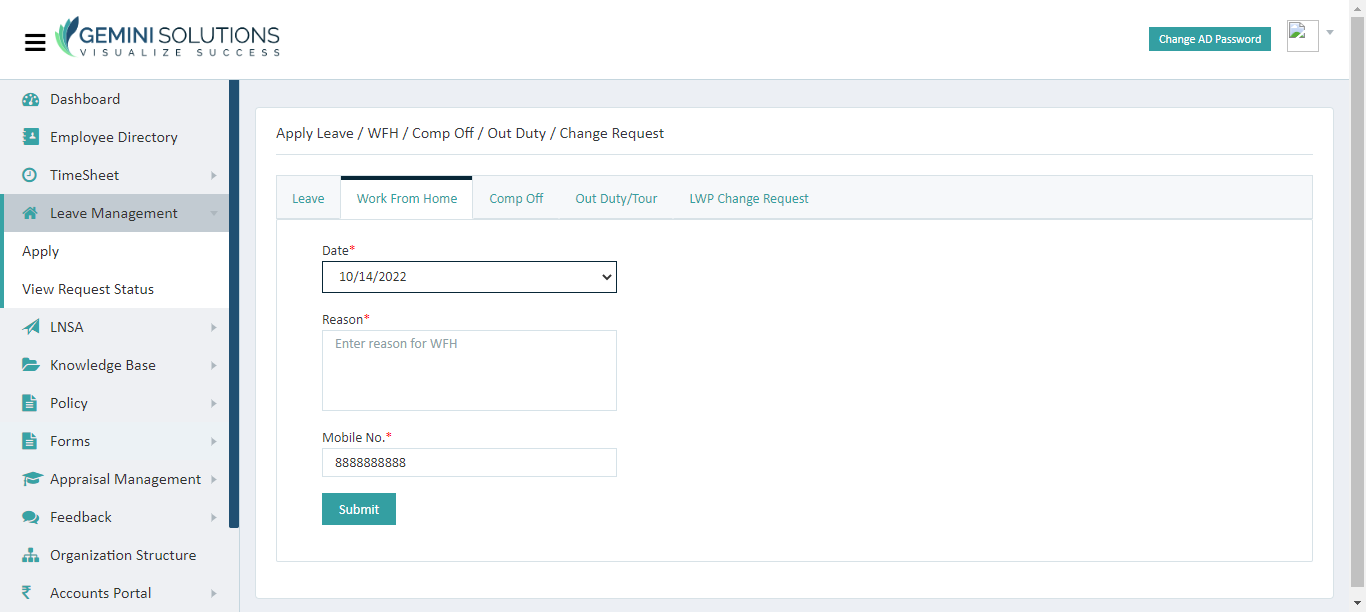 GEMINI SOLUTIONS
VISUALIZE SUCCESS
Change AD Password
Dashboard
Employee Directory
TimeSheet
Leave Management
Apply
View Request Status
LNSA
Knowledge Base
Policy
Forms
Appraisal Management
Feedback
Organization Structure
Accounts Portal
Apply Leave / WFH / Comp Off / Out Duty / Change Request
Leave Work From Home Comp Off Out Duty/Tour LWP Change Request
Date*
10/14/2022
Reason*
Enter reason for WFH
Mobile No.*
8888888888
Submit